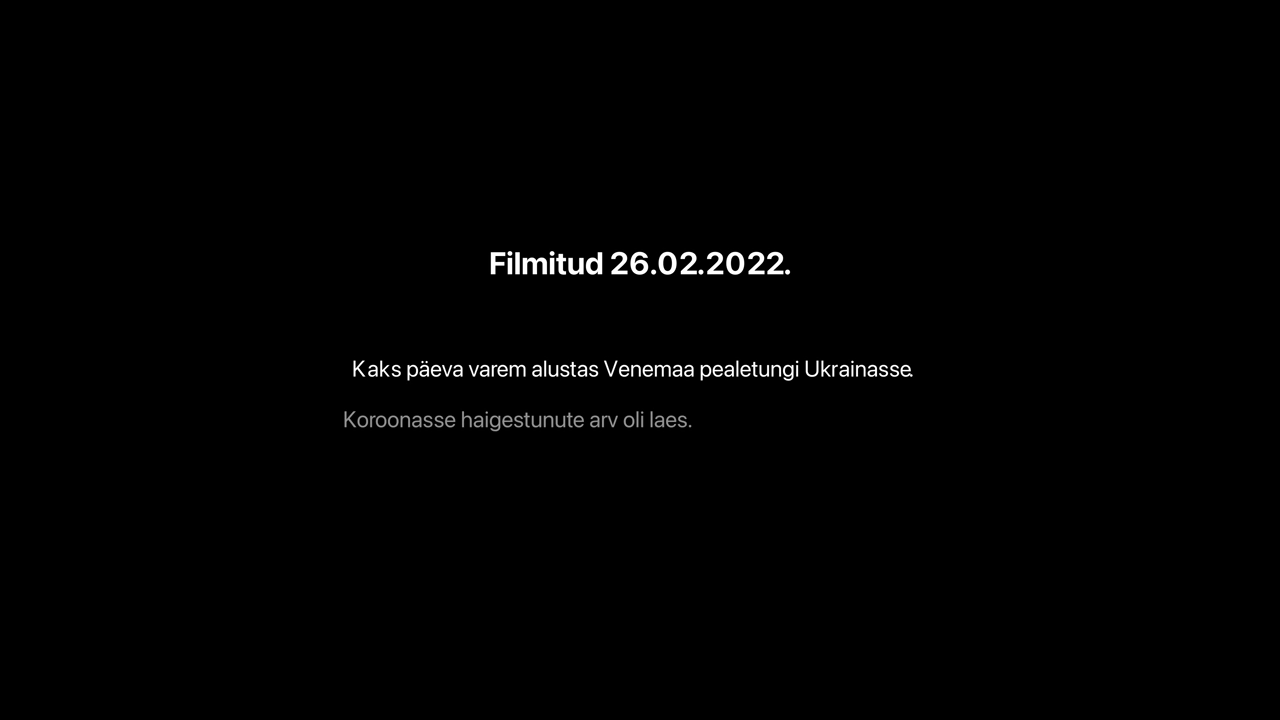 Filmitud 26.02.2022.
Kaks päeva varem alustas Venemaa pealetungi Ukrainasse.
Koroonasse haigestunute arv oli laes.